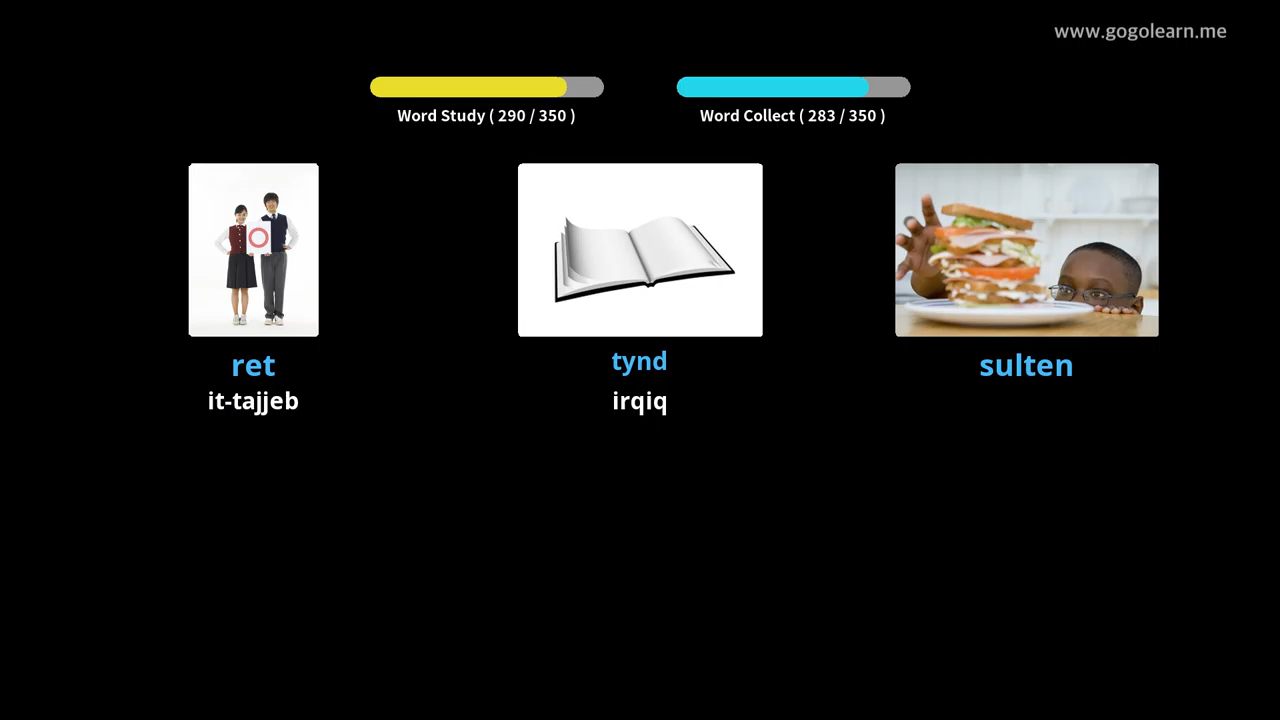 www.gogolearn.me
Word Study ( 290 / 350 )
Word Collect ( 283 / 350 )
ret
it-tajjeb
tynd
irqiq
sulten